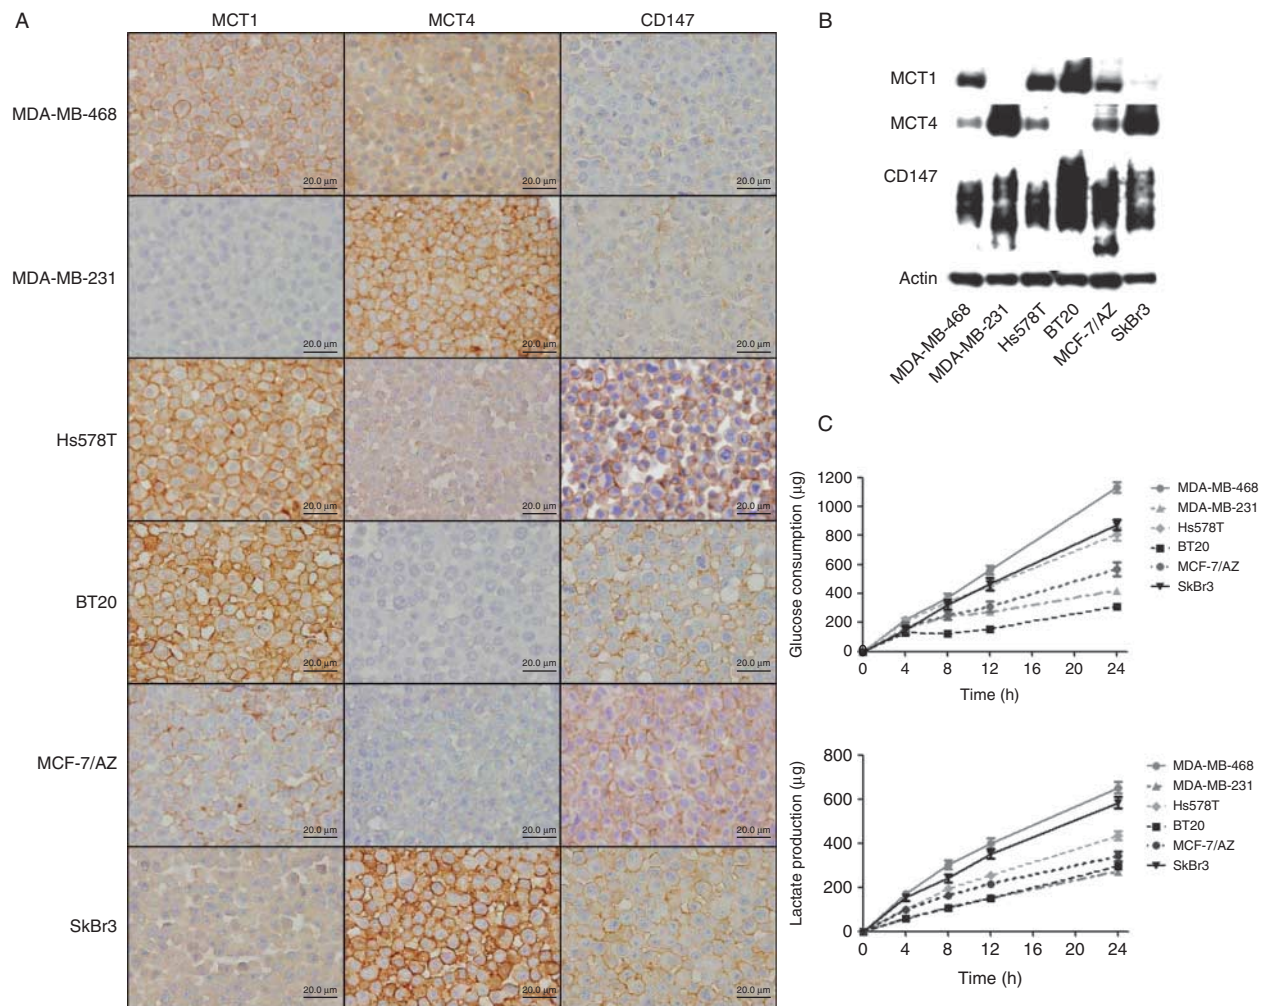 A
MCT1 MCT4 CD147
MDA-MB-468
20.0 µm 20.0 µm 20.0 µm
MDA-MB-231
20.0 µm 20.0 µm 20.0 µm
Hs578T
20.0 µm 20.0 µm 20.0 µm
BT20
20.0 µm 20.0 µm 20.0 µm
MCF-7/AZ
20.0 µm 20.0 µm 20.0 µm
SkBr3
20.0 µm 20.0 µm 20.0 µm
B
MCT1
MCT4
CD147
Actin
MDA-MB-468
MDA-MB-231
Hs578T
BT20
MCF-7/AZ
SkBr3
C
Glucose consumption (µg)
1200
1000
800
600
400
200
0
0 4 8 12 16 20 24
Time (h)
MDA-MB-468
MDA-MB-231
Hs578T
BT20
MCF-7/AZ
SkBr3
Lactate production (µg)
800
600
400
200
0
0 4 8 12 16 20 24
Time (h)
MDA-MB-468
MDA-MB-231
Hs578T
BT20
MCF-7/AZ
SkBr3